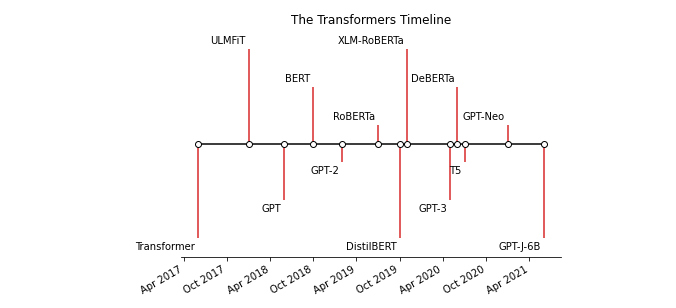 The Transformers Timeline
ULMFiT
XLM-RoBERTa
BERT
DeBERTa
RoBERTa
GPT-Neo
GPT-2
T5
GPT
GPT-3
Transformer
DistilBERT
GPT-J-6B
Apr 2017
Oct 2017
Apr 2018
Oct 2018
Apr 2019
Oct 2019
Apr 2020
Oct 2020
Apr 2021